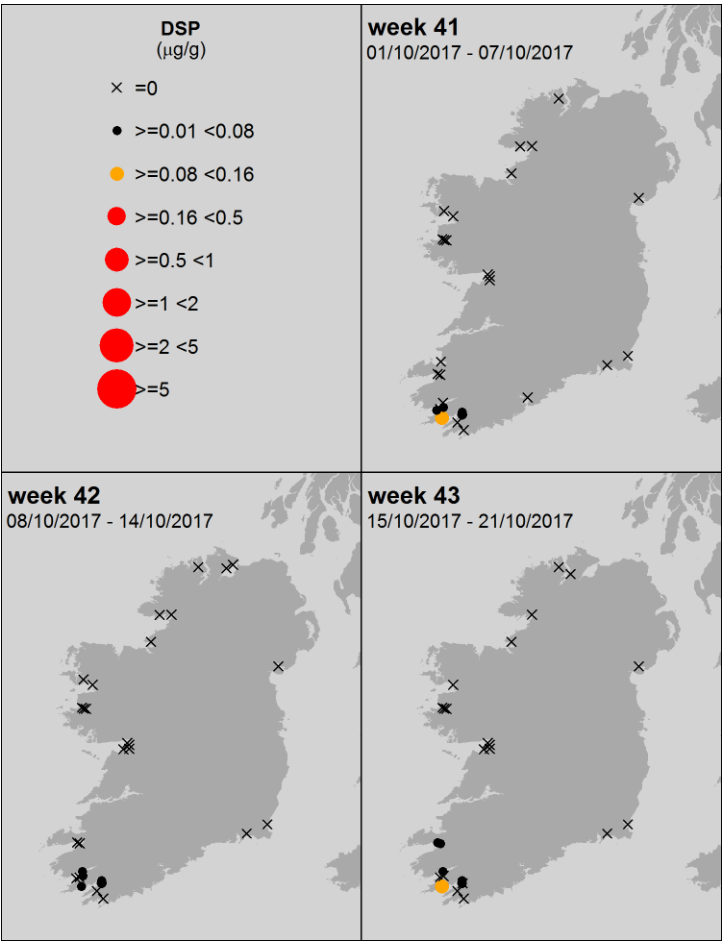 DSP
(µg/g)
=0
>=0.01 <0.08
>=0.08 <0.16
>=0.16 <0.5
>=0.5 <1
>=1 <2
>=2 <5
>=5
week 41
01/10/2017 - 07/10/2017
week 42
08/10/2017 - 14/10/2017
week 43
15/10/2017 - 21/10/2017